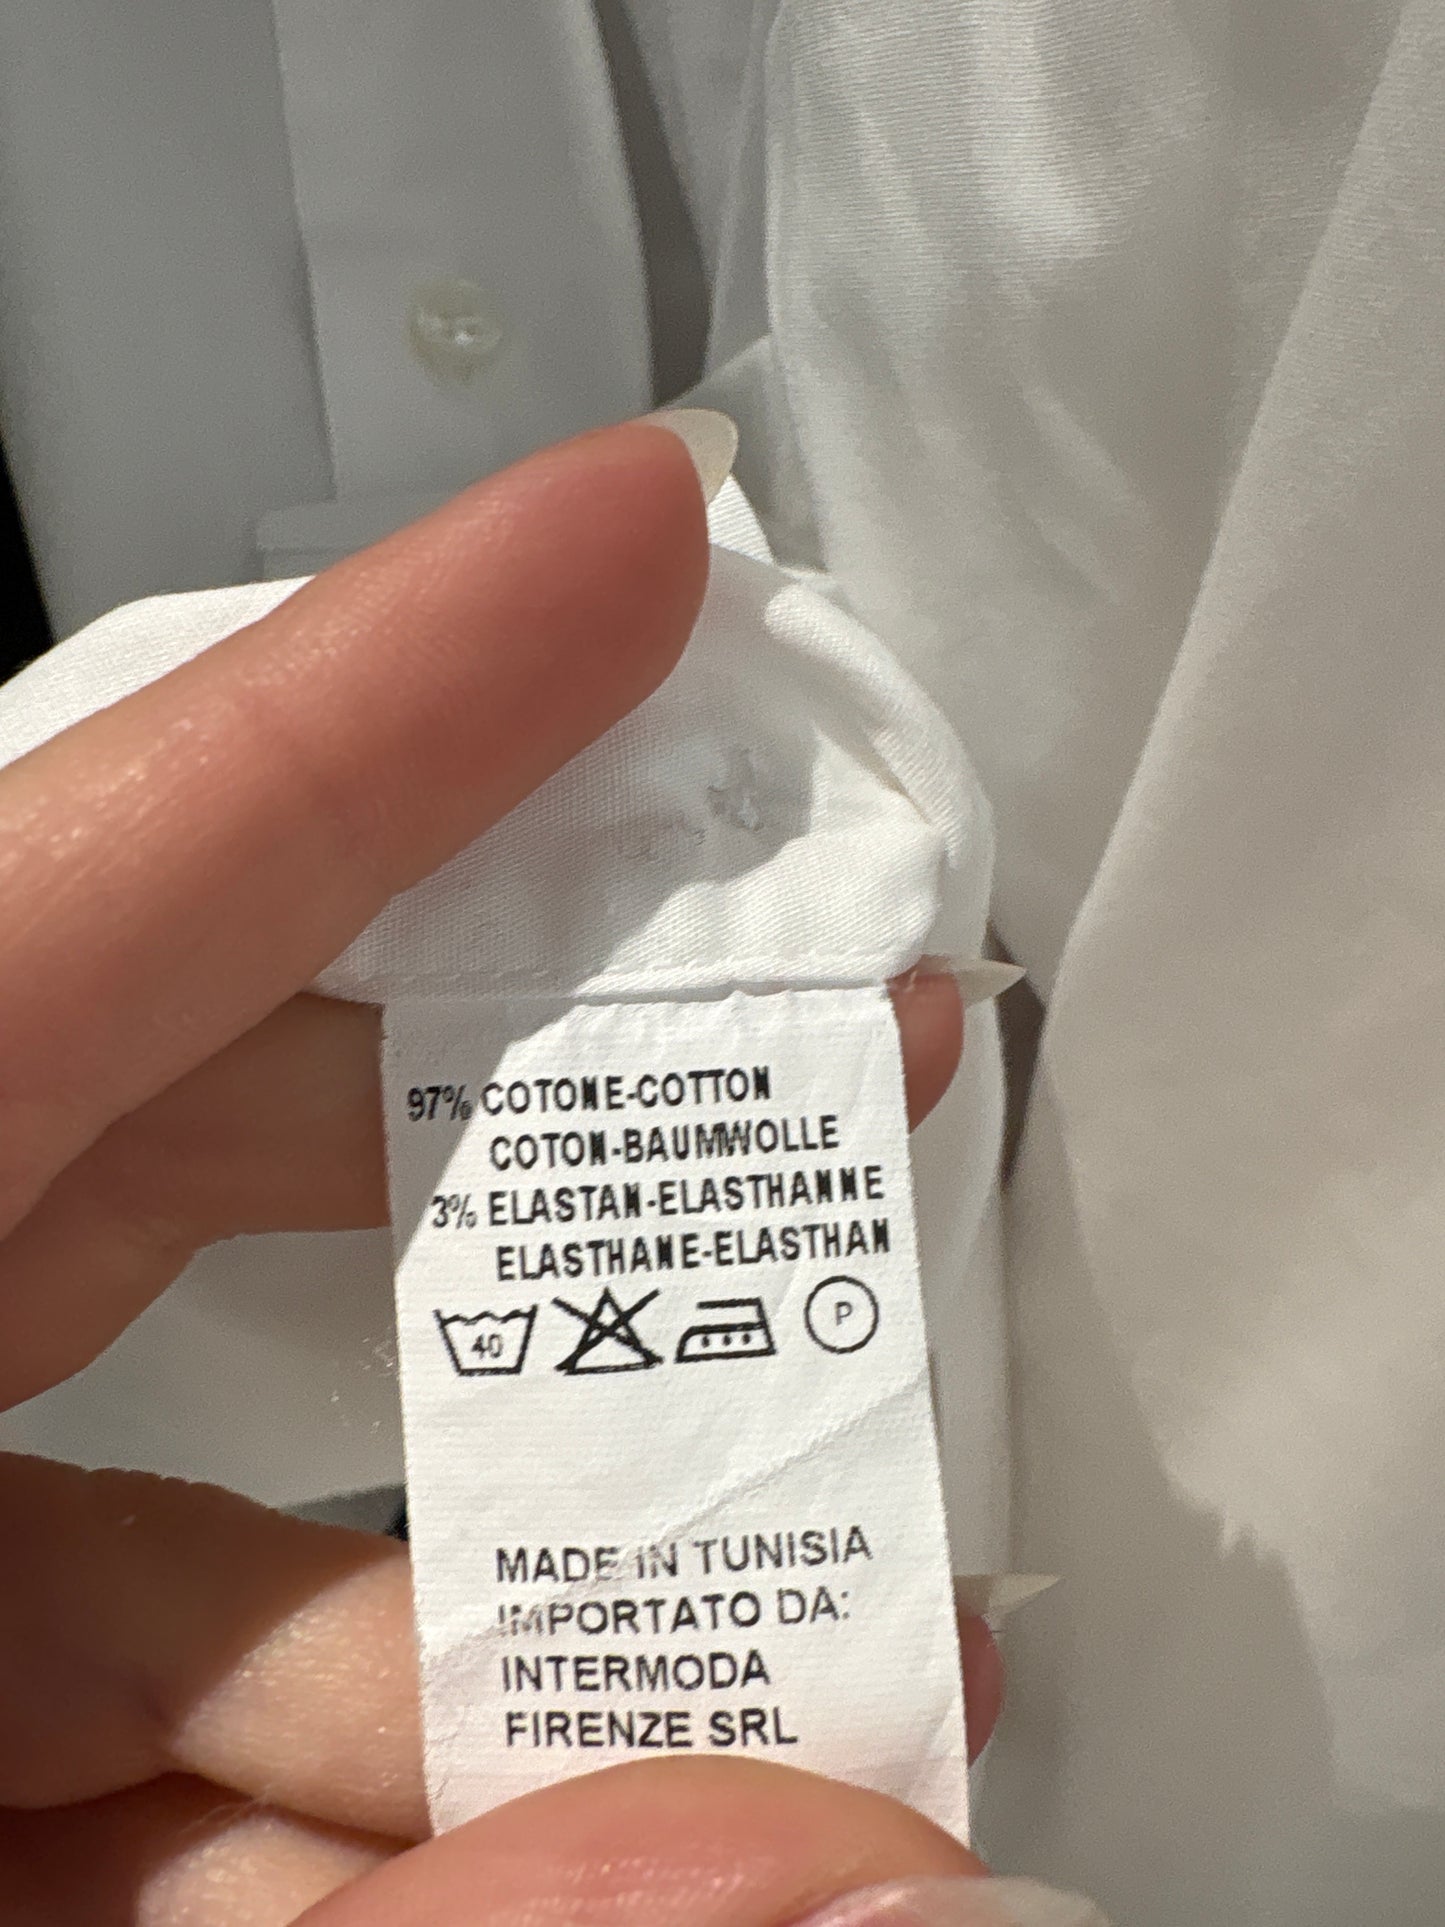 97% COTONE-COTTON
COTON-BAUMWOLLE
3% ELASTAN-ELASTHANNE
ELASTHANE-ELASTHAN
40 P
MADE IN TUNISIA
IMPORTATO DA:
INTERMODA
FIRENZE SRL